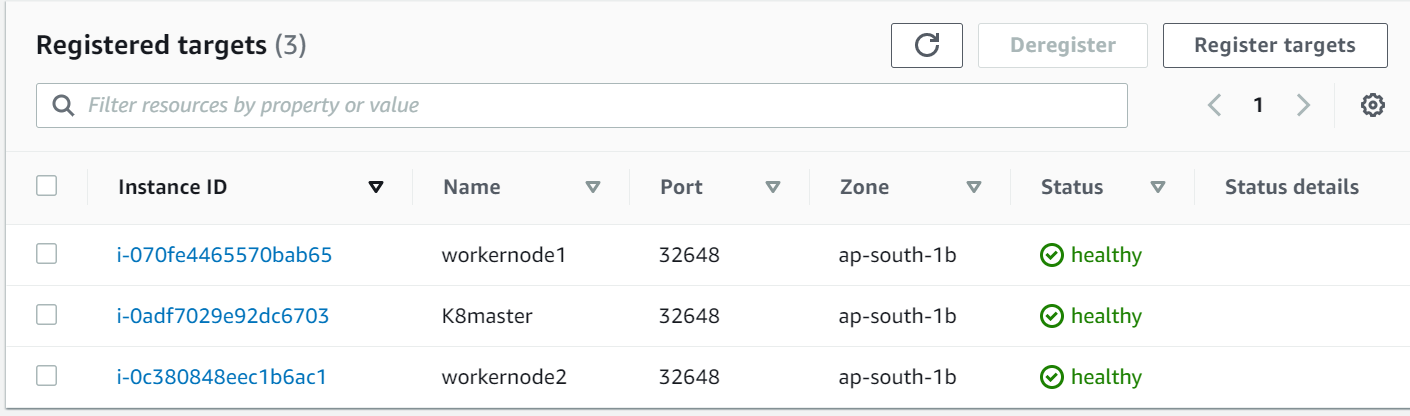 Registered targets (3)
Deregister
Register targets
Filter resources by property or value
1
Instance ID Name Port Zone Status Status details
i-070fe4465570bab65 workernode1 32648 ap-south-1b healthy
i-0adf7029e92dc6703 K8master 32648 ap-south-1b healthy
i-0c380848eec1b6ac1 workernode2 32648 ap-south-1b healthy